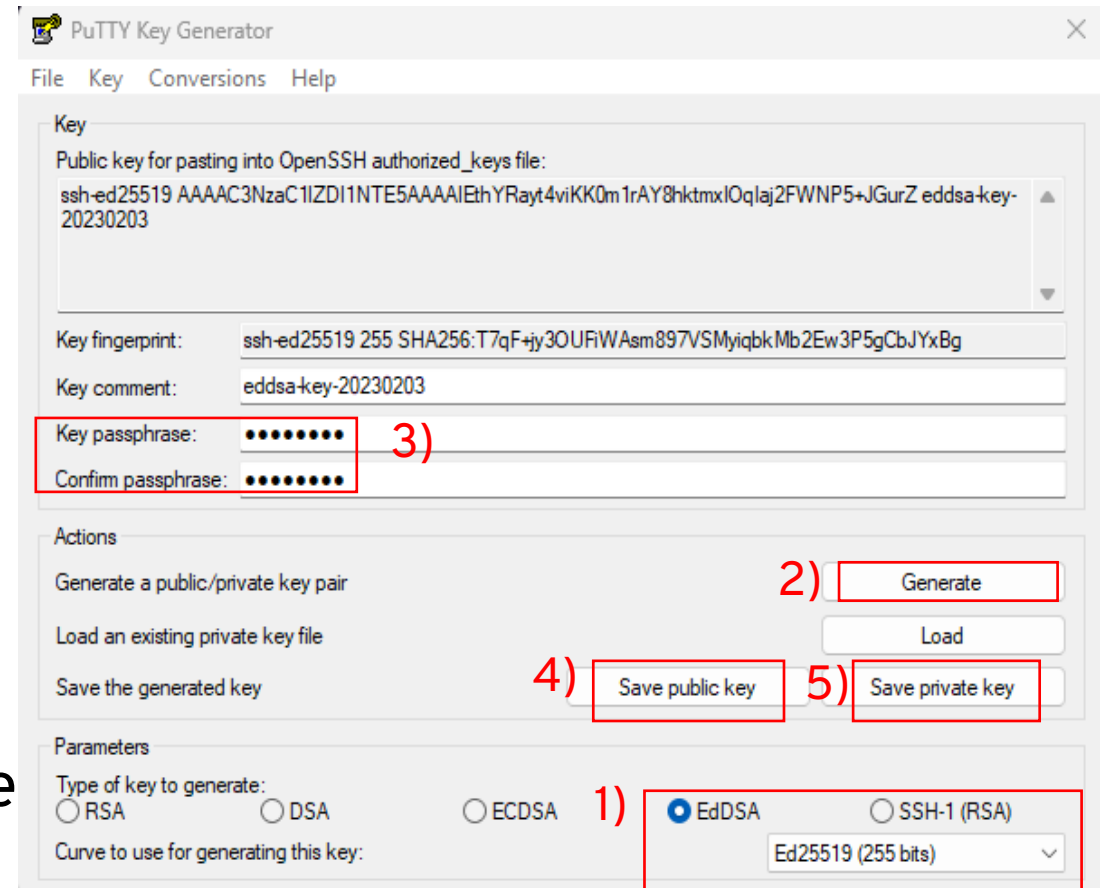 PuTTY Key Generator
File Key Conversions Help
Key
Public key for pasting into OpenSSH authorized_keys file:
ssh-ed25519 AAAAC3NzaC1lZDI1NTE5AAAAIEthYRayt4viKK0m1rAY8hktmxIOqIaj2FWNP5+JGurZ eddsa-key-
20230203
Key fingerprint: ssh-ed25519 255 SHA256:T7qF+jy3OUFiWAsm897VSMyiqbkMb2Ew3P5gCbJYxBg
Key comment: eddsa-key-20230203
Key passphrase: ●●●●●●●● 3)
Confirm passphrase: ●●●●●●●●
Actions
Generate a public/private key pair 2) Generate
Load an existing private key file Load
Save the generated key 4) Save public key 5) Save private key
Parameters
e
Type of key to generate:
RSA DSA ECDSA 1) EdDSA SSH-1 (RSA)
Curve to use for generating this key: Ed25519 (255 bits)